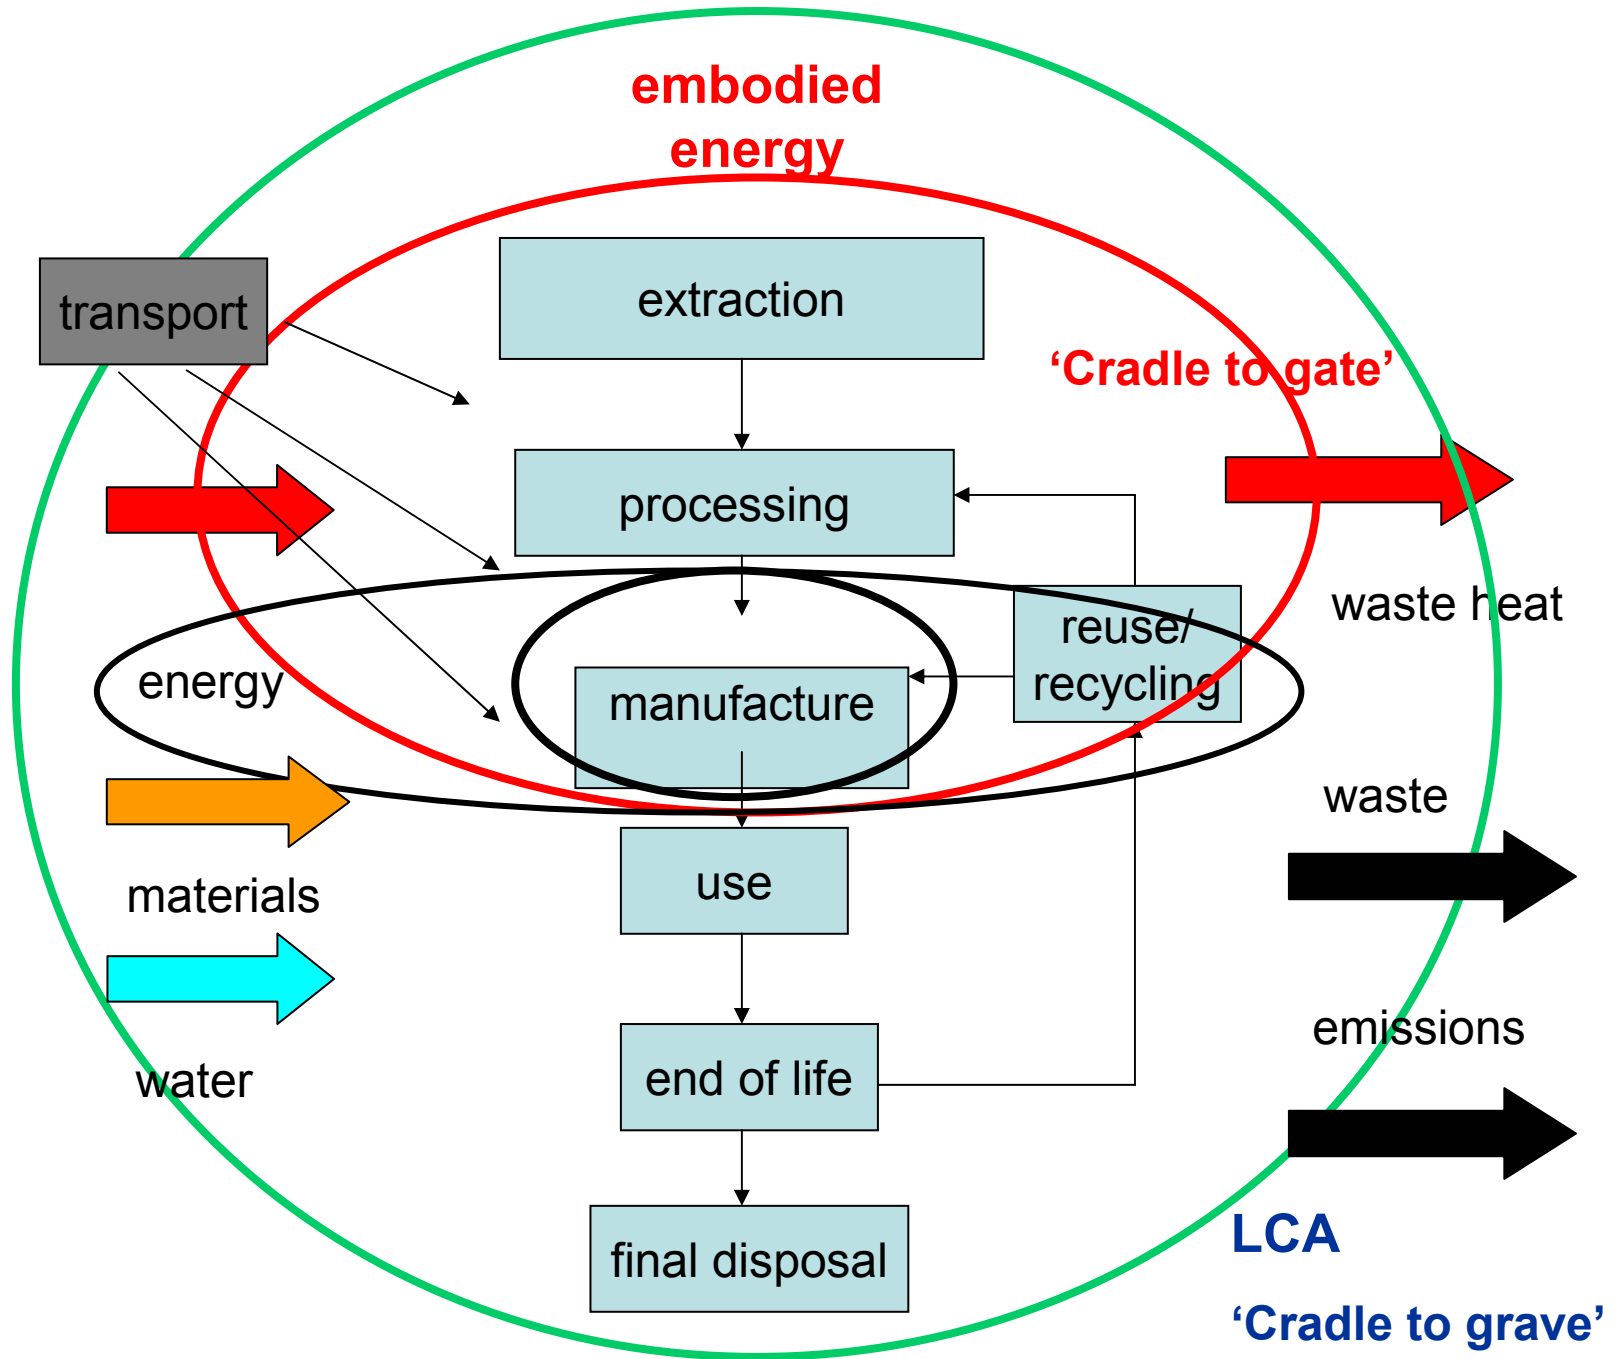 embodied
energy
transport
extraction
‘Cradle to gate’
processing
waste heat
reuse/
recycling
energy
manufacture
waste
use
materials
emissions
end of life
water
LCA
final disposal
‘Cradle to grave’